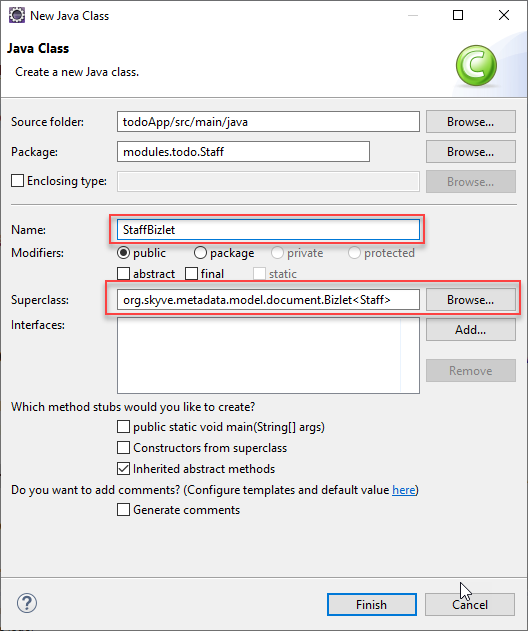 New Java Class
Java Class
Create a new Java class.
C
Source folder: todoApp/src/main/java Browse...
Package: modules.todo.Staff Browse...
Enclosing type: Browse...
Name: StaffBizlet
Modifiers: public package private protected
abstract final static
Superclass: org.skyve.metadata.model.document.Bizlet<Staff> Browse...
Interfaces: Add...
Remove
Which method stubs would you like to create?
public static void main(String[] args)
Constructors from superclass
Inherited abstract methods
Do you want to add comments? (Configure templates and default value here)
Generate comments
? Finish Cancel